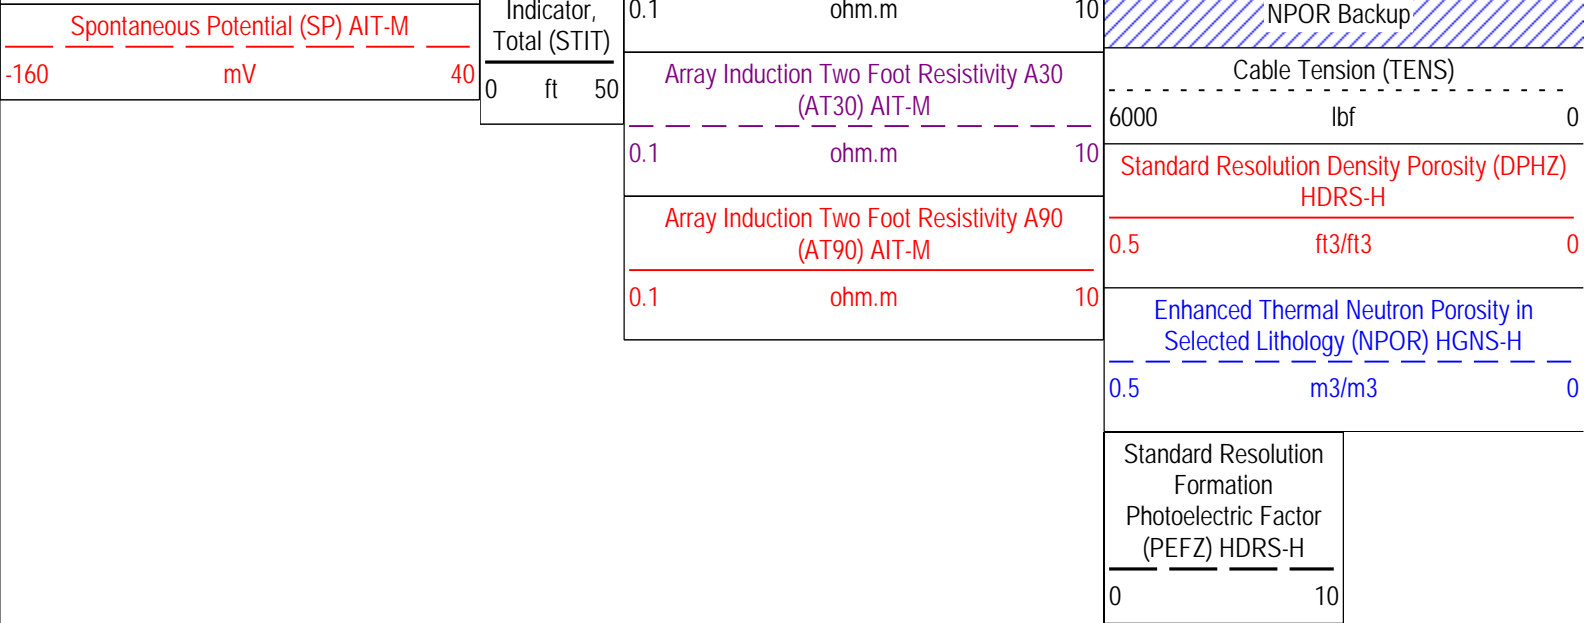 Spontaneous Potential (SP) AIT-M
-160 mV 40
Indicator,
Total (STIT)
0 ft 50
0.1 ohm.m 10
Array Induction Two Foot Resistivity A30
(AT30) AIT-M
0.1 ohm.m 10
Array Induction Two Foot Resistivity A90
(AT90) AIT-M
0.1 ohm.m 10
NPOR Backup
Cable Tension (TENS)
6000 lbf 0
Standard Resolution Density Porosity (DPHZ)
HDRS-H
0.5 ft3/ft3 0
Enhanced Thermal Neutron Porosity in
Selected Lithology (NPOR) HGNS-H
0.5 m3/m3 0
Standard Resolution
Formation
Photoelectric Factor
(PEFZ) HDRS-H
0 10